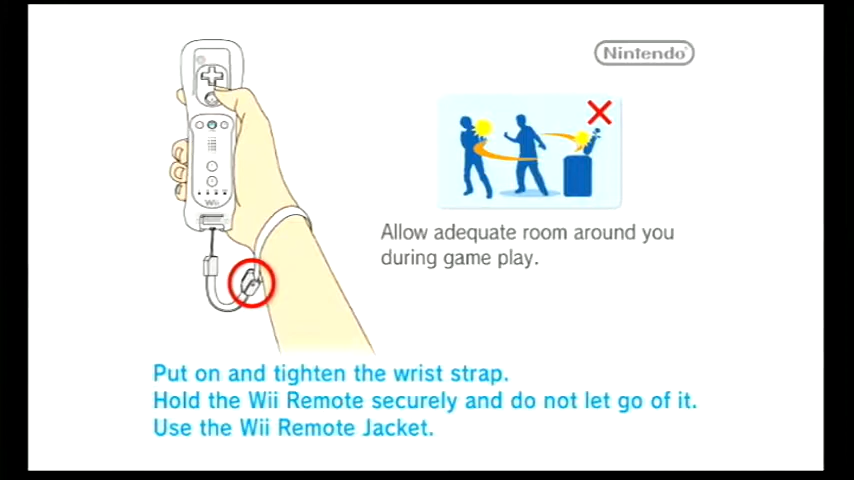 Nintendo
Wii
Allow adequate room around you
during game play.
Put on and tighten the wrist strap.
Hold the Wii Remote securely and do not let go of it.
Use the Wii Remote Jacket.